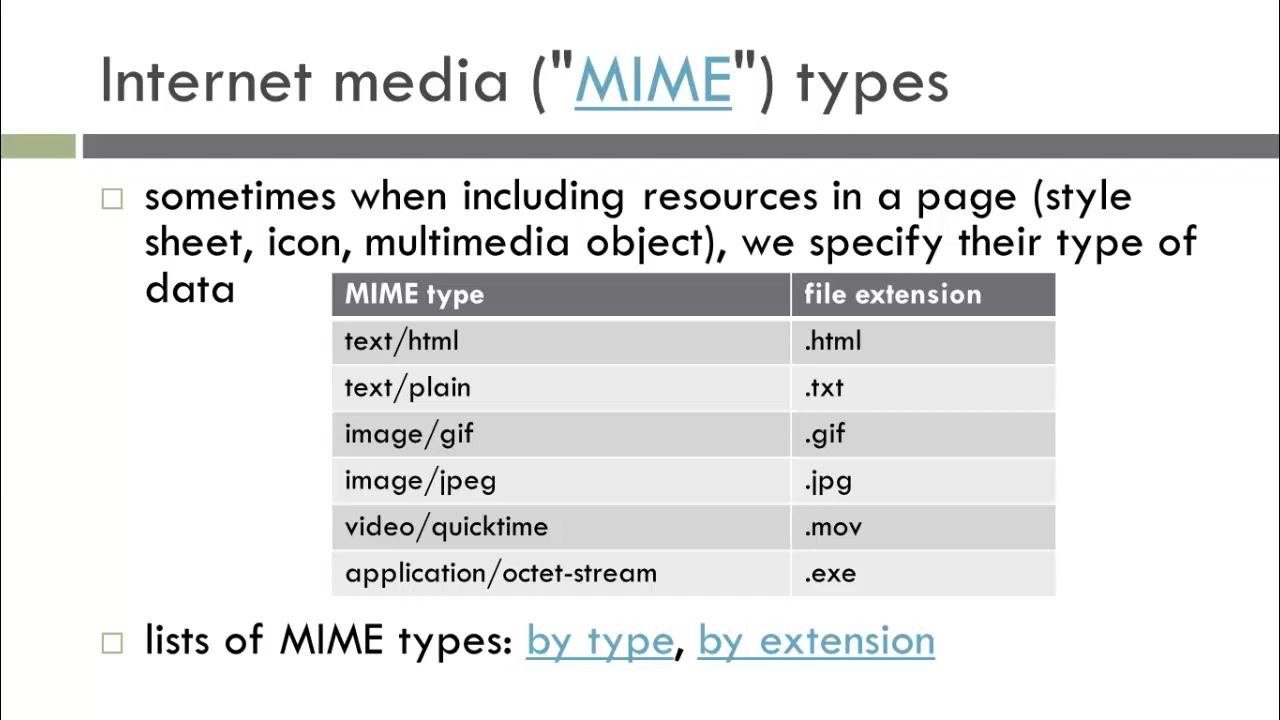 Internet media ("MIME") types
sometimes when including resources in a page (style
sheet, icon, multimedia object), we specify their type of
data
MIME type file extension
text/html .html
text/plain .txt
image/gif .gif
image/jpeg .jpg
video/quicktime .mov
application/octet-stream .exe
lists of MIME types: by type, by extension